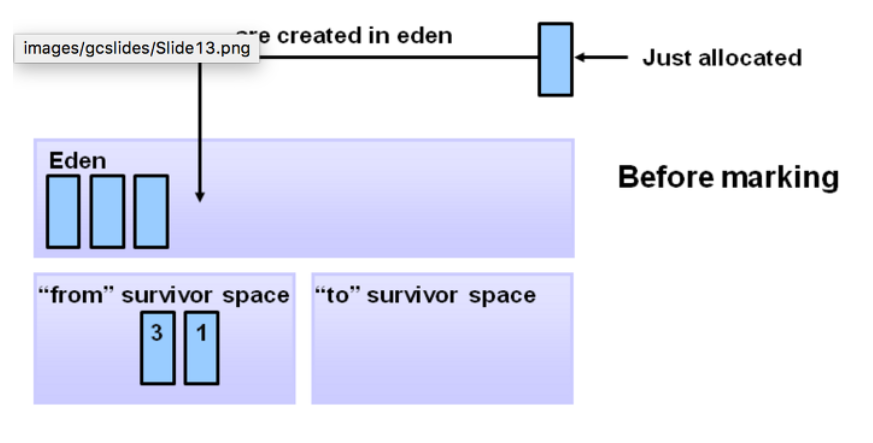 are created in eden
images/gcslides/Slide13.png
Just allocated
Eden
Before marking
“from” survivor space
“to” survivor space
3 1